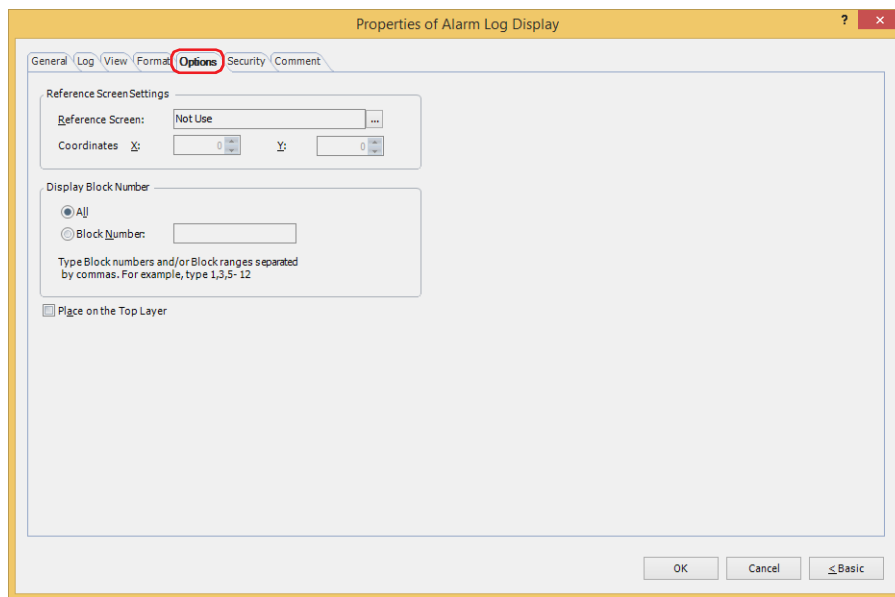 Properties of Alarm Log Display
?
General Log View Format Options Security Comment
Reference Screen Settings
Reference Screen: Not Use ...
Coordinates X: 0 Y: 0
Display Block Number
All
Block Number:
Type Block numbers and/or Block ranges separated
by commas. For example, type 1,3,5- 12
Place on the Top Layer
OK Cancel < Basic